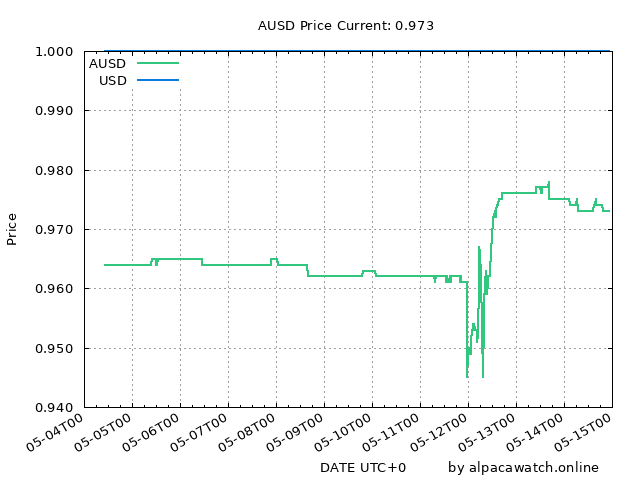 AUSD Price Current: 0.973
1.000
0.990
0.980
0.970
0.960
0.950
0.940
Price
AUSD
USD
05-04T00
05-05T00
05-06T00
05-07T00
05-08T00
05-09T00
05-10T00
05-11T00
05-12T00
05-13T00
05-14T00
05-15T00
DATE UTC+0
by alpacawatch.online